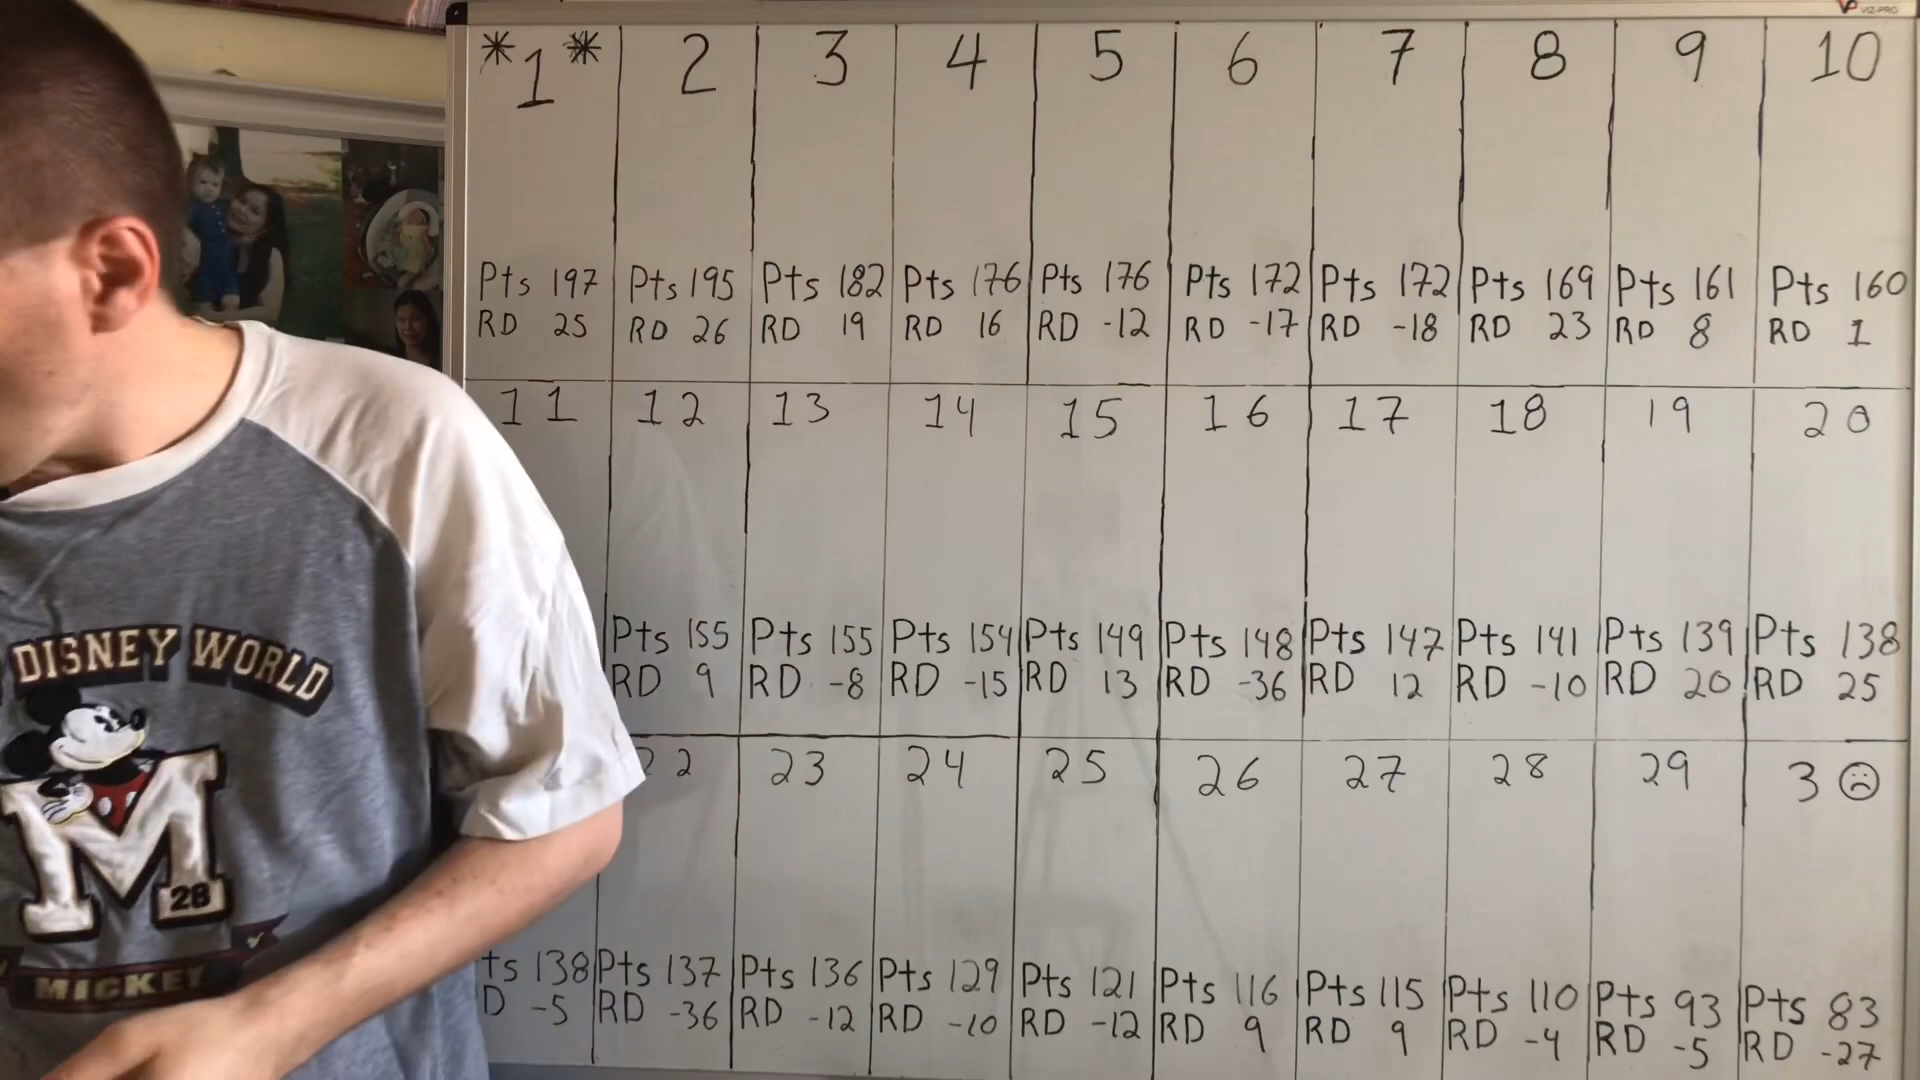 VIZ-PRO
*1* 2 3 4 5 6 7 8 9 10
Pts 197 Pts 195 Pts 182 Pts 176 Pts 176 Pts 172 Pts 172 Pts 169 Pts 161 Pts 160
RD 25 RD 26 RD 19 RD 16 RD -12 RD -17 RD -18 RD 23 RD 8 RD 1
11 12 13 14 15 16 17 18 19 20
Pts 155 Pts 155 Pts 154 Pts 149 Pts 148 Pts 147 Pts 141 Pts 139 Pts 138
RD 9 RD -8 RD -15 RD 13 RD -36 RD 12 RD -10 RD 20 RD 25
22 23 24 25 26 27 28 29 3☹
ts 138 Pts 137 Pts 136 Pts 129 Pts 121 Pts 116 Pts 115 Pts 110 Pts 93 Pts 83
D -5 RD -36 RD -12 RD -10 RD -12 RD 9 RD 9 RD -4 RD -5 RD -27
DISNEY WORLD
M
28
MICKEY